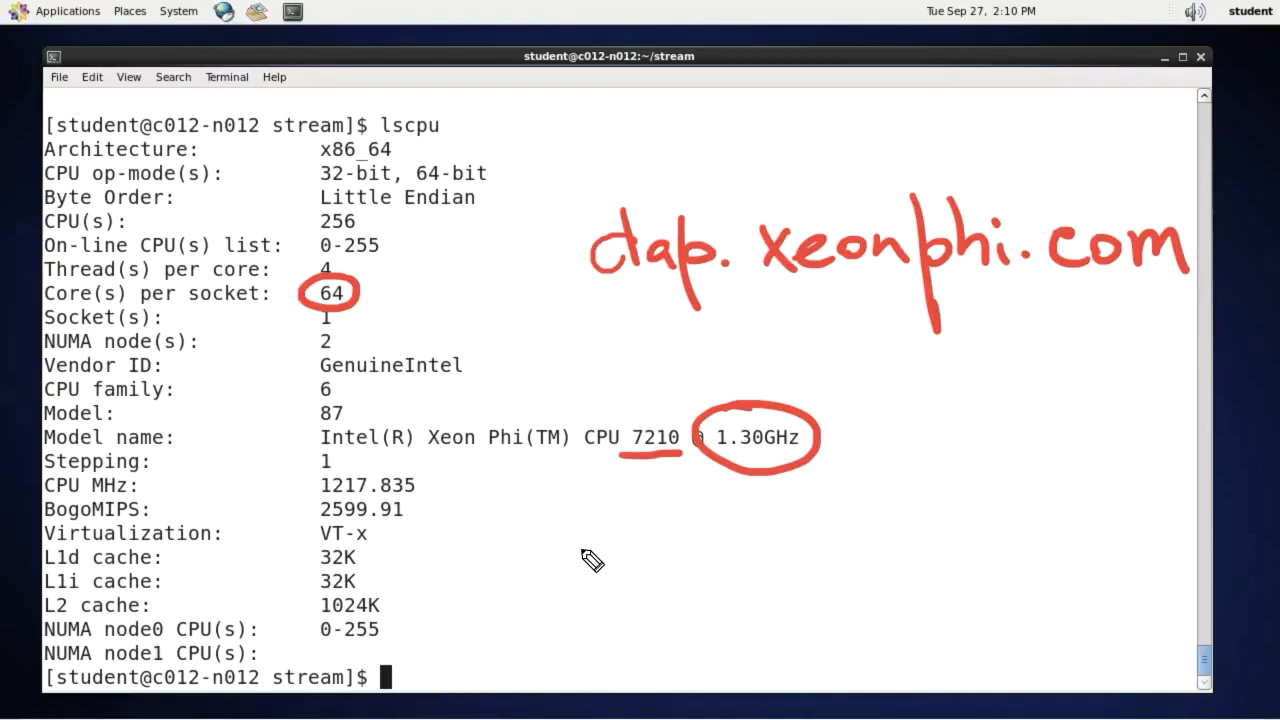 Applications Places System Tue Sep 27, 2:10 PM student
student@c012-n012:~/stream
File Edit View Search Terminal Help
[student@c012-n012 stream]$ lscpu
Architecture: x86_64
CPU op-mode(s): 32-bit, 64-bit
Byte Order: Little Endian
CPU(s): 256
On-line CPU(s) list: 0-255
Thread(s) per core: 4
Core(s) per socket: 64
Socket(s): 1
NUMA node(s): 2
Vendor ID: GenuineIntel
CPU family: 6
Model: 87
Model name: Intel(R) Xeon Phi(TM) CPU 7210 @ 1.30GHz
Stepping: 1
CPU MHz: 1217.835
BogoMIPS: 2599.91
Virtualization: VT-x
L1d cache: 32K
L1i cache: 32K
L2 cache: 1024K
NUMA node0 CPU(s): 0-255
NUMA node1 CPU(s):
[student@c012-n012 stream]$
dap.xeonphi.com